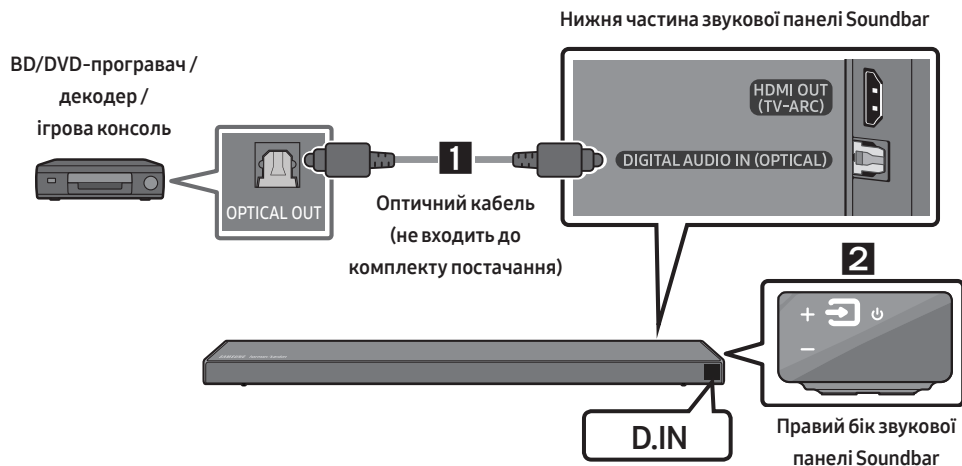 Нижня частина звукової панелі Soundbar
BD/DVD-програвач /
декодер /
ігрова консоль
HDMI OUT
(TV-ARC)
DIGITAL AUDIO IN (OPTICAL)
OPTICAL OUT
1
Оптичний кабель
(не входить до
комплекту постачання)
2
D.IN
Правий бік звукової
панелі Soundbar